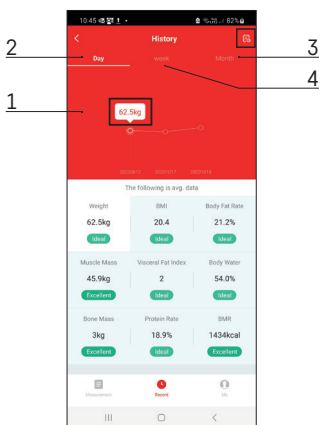 10.45
82%
History
2
3
Day
week
Month
4
1
62.5kg
The following is avg. data
Weight
BMI
Body Fat Rate
62.5kg
20.4
21.2%
Ideal
Ideal
Ideal
Muscle Mass
Visceral Fat Index
Body Water
45.9kg
2
54.0%
Excellent
Ideal
Ideal
Bone Mass
Protein Rate
BMR
3kg
18.9%
1434kcal
Excellent
Ideal
Excellent
Measurement
Recent
Me